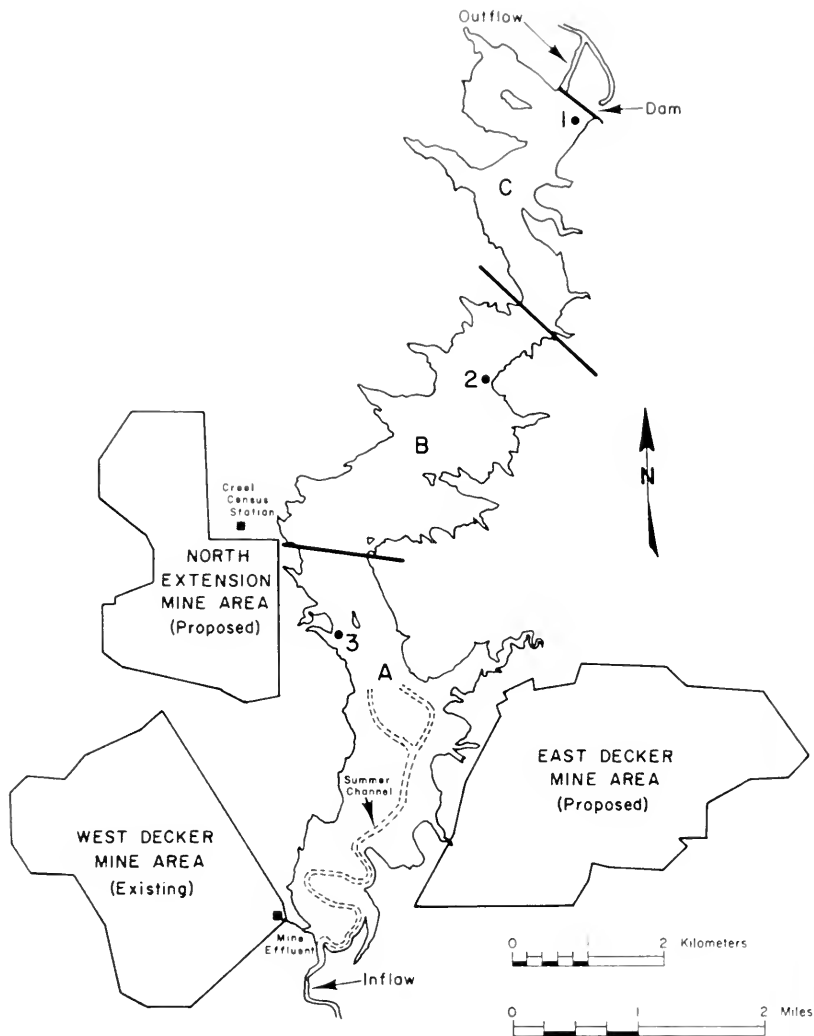 Outflow
Dam
1
C
2
B
N
Creel
Census
Station
NORTH
EXTENSION
MINE AREA
(Proposed)
3
A
EAST DECKER
MINE AREA
(Proposed)
Summer
Channel
WEST DECKER
MINE AREA
(Existing)
Mine
Effluent
Inflow
0 1 2 Kilometers
0 1 2 Miles